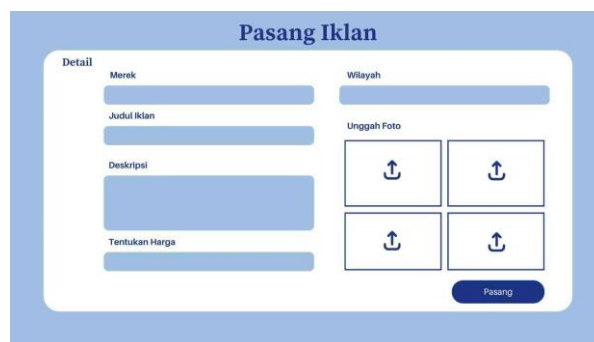 Pasang Iklan
Detail
Merek
Judul Iklan
Deskripsi
Tentukan Harga
Wilayah
Unggah Foto
Pasang